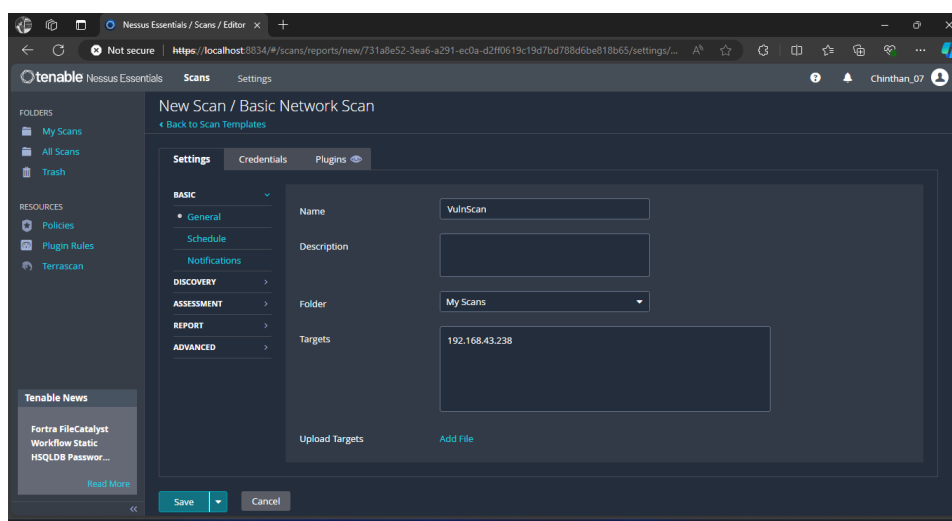 Nessus Essentials / Scans / Editor
Not secure https://localhost:8834/#/scans/reports/new/731a8e52-3ea6-a291-ec0a-d2ff0619c19d7bd788d6be818b65/settings/...
tenable Nessus Essentials Scans Settings Chinthan_07
FOLDERS
My Scans
All Scans
Trash
RESOURCES
Policies
Plugin Rules
Terrascan
Tenable News
Fortra FileCatalyst
Workflow Static
HSQLDB Passwor...
Read More
New Scan / Basic Network Scan
Back to Scan Templates
Settings Credentials Plugins
BASIC
General
Schedule
Notifications
DISCOVERY
ASSESSMENT
REPORT
ADVANCED
Name VulnScan
Description
Folder My Scans
Targets 192.168.43.238
Upload Targets Add File
Save Cancel